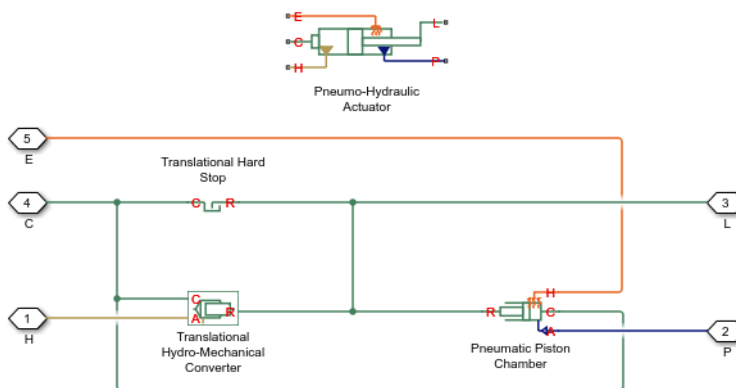 E
L
C
H
P
Pneumo-Hydraulic
Actuator
5
E
Translational Hard
Stop
4
C
C R
3
L
C
A R
1
H
Translational
Hydro-Mechanical
Converter
H
R C
A
2
P
Pneumatic Piston
Chamber